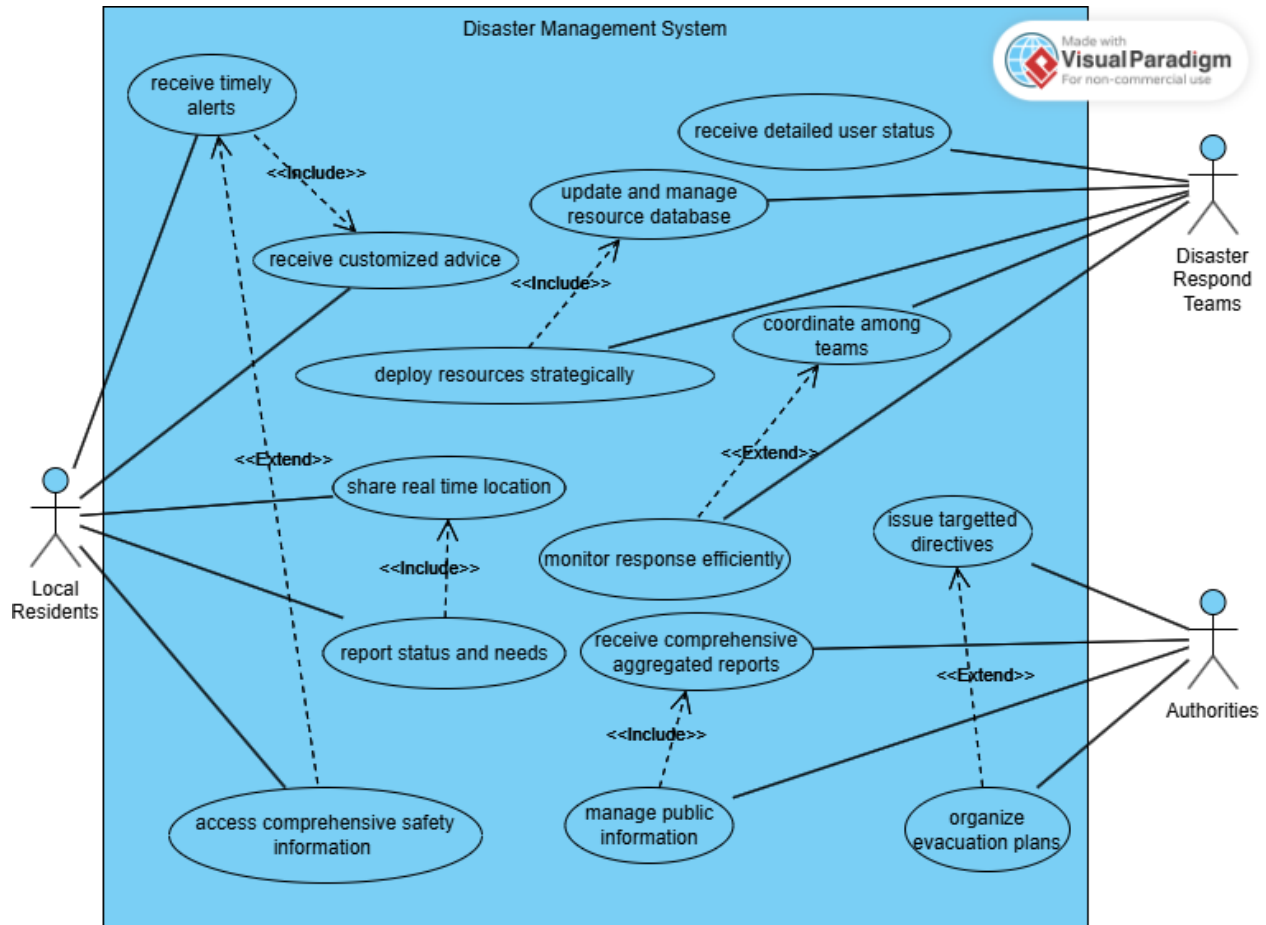 Disaster Management System
Made with
Visual Paradigm
For non-commercial use
receive timely
alerts
receive detailed user status
<<Include>>
update and manage
resource database
receive customized advice
Disaster
Respond
Teams
<<Include>>
coordinate among
teams
deploy resources strategically
<<Extend>>
<<Extend>>
share real time location
issue targetted
directives
monitor response efficiently
<<Include>>
Local
Residents
report status and needs
receive comprehensive
aggregated reports
<<Extend>>
Authorities
<<Include>>
access comprehensive safety
information
manage public
information
organize
evacuation plans